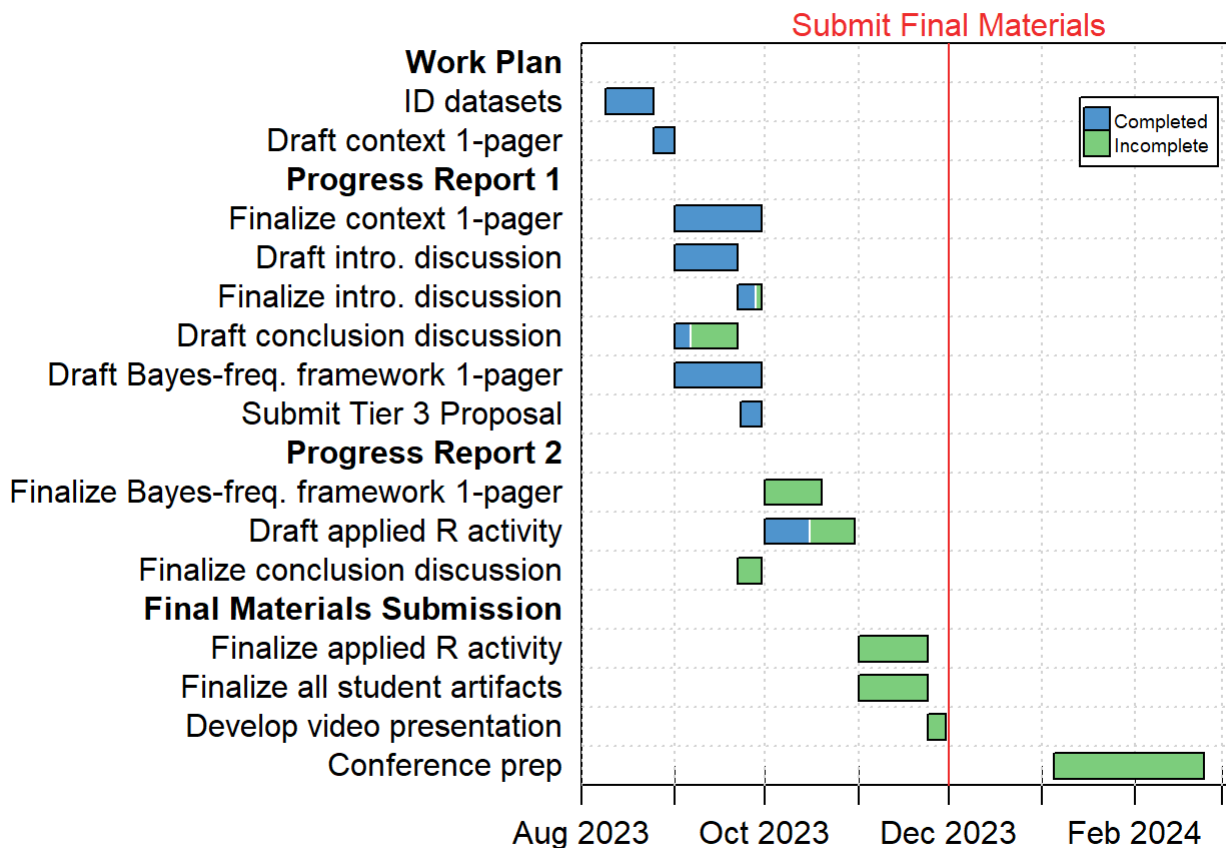 Submit Final Materials
Work Plan
ID datasets
Draft context 1-pager
Progress Report 1
Finalize context 1-pager
Draft intro. discussion
Finalize intro. discussion
Draft conclusion discussion
Draft Bayes-freq. framework 1-pager
Submit Tier 3 Proposal
Progress Report 2
Finalize Bayes-freq. framework 1-pager
Draft applied R activity
Finalize conclusion discussion
Final Materials Submission
Finalize applied R activity
Finalize all student artifacts
Develop video presentation
Conference prep
Completed
Incomplete
Aug 2023 Oct 2023 Dec 2023 Feb 2024